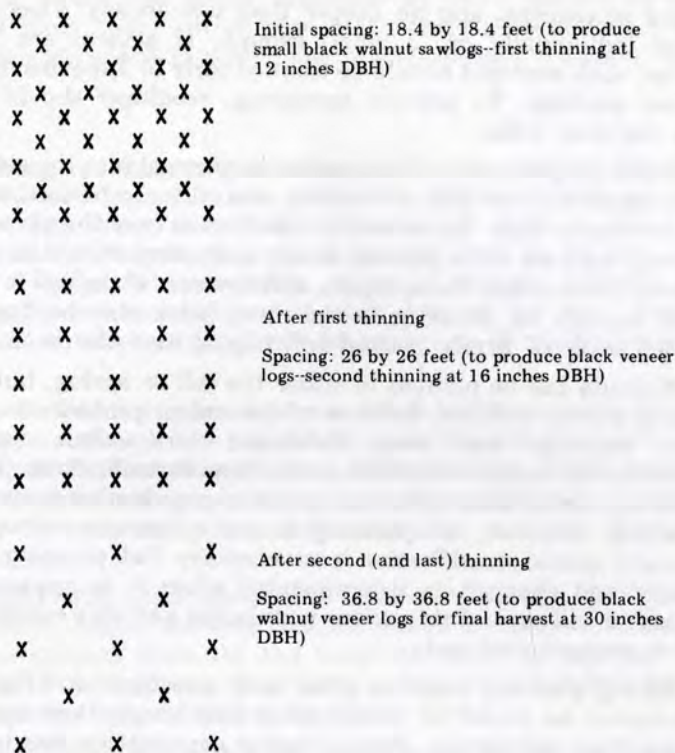 X X X X X
X X X X
X X X X X
X X X X
X X X X X
X X X X
X X X X X
X X X X
X X X X X
Initial spacing: 18.4 by 18.4 feet (to produce
small black walnut sawlogs--first thinning at[
12 inches DBH)
X X X X X
X X X X X
X X X X X
X X X X X
X X X X X
After first thinning
Spacing: 26 by 26 feet (to produce black veneer
logs--second thinning at 16 inches DBH)
X X X
X X
X X X
X X
X X X
After second (and last) thinning
Spacing: 36.8 by 36.8 feet (to produce black
walnut veneer logs for final harvest at 30 inches
DBH)